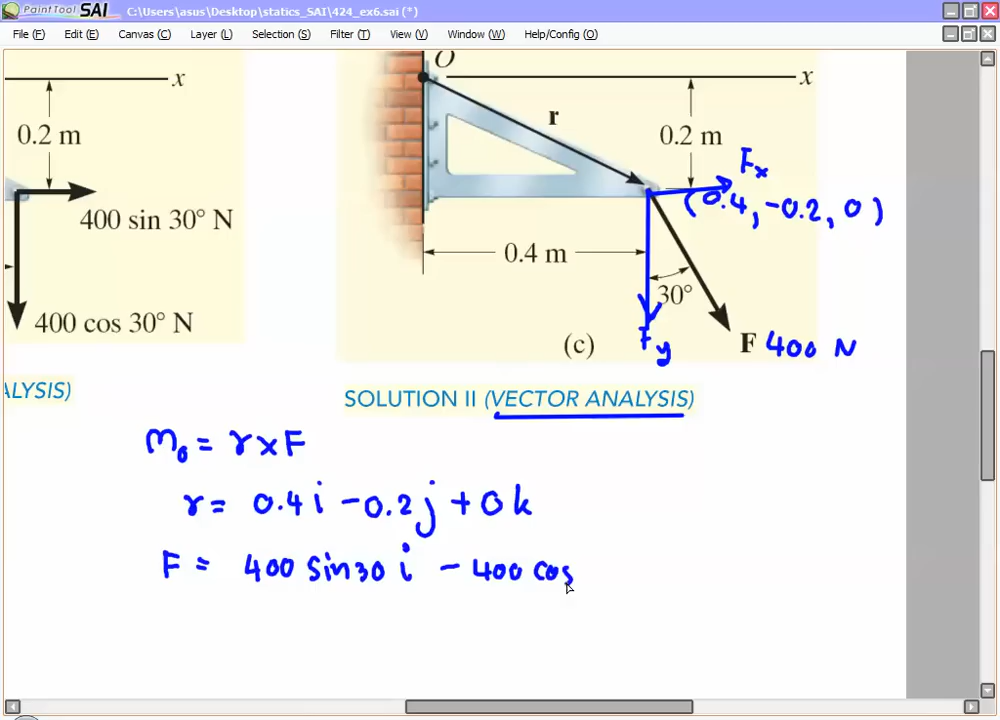 PaintTool SAI C:\Users\asus\Desktop\statics_SAI\424_ex6.sai (*)
File (F) Edit (E) Canvas (C) Layer (L) Selection (S) Filter (T) View (V) Window (W) Help/Config (O)
x
0.2 m
400 sin 30° N
400 cos 30° N
O
x
r
0.2 m
Fx
(0.4, -0.2, 0)
0.4 m
30°
Fy
F 400 N
(c)
ALYSIS)
SOLUTION II (VECTOR ANALYSIS)
Mo = r x F
r = 0.4 i - 0.2 j + 0 k
F = 400 sin30 i - 400 cos